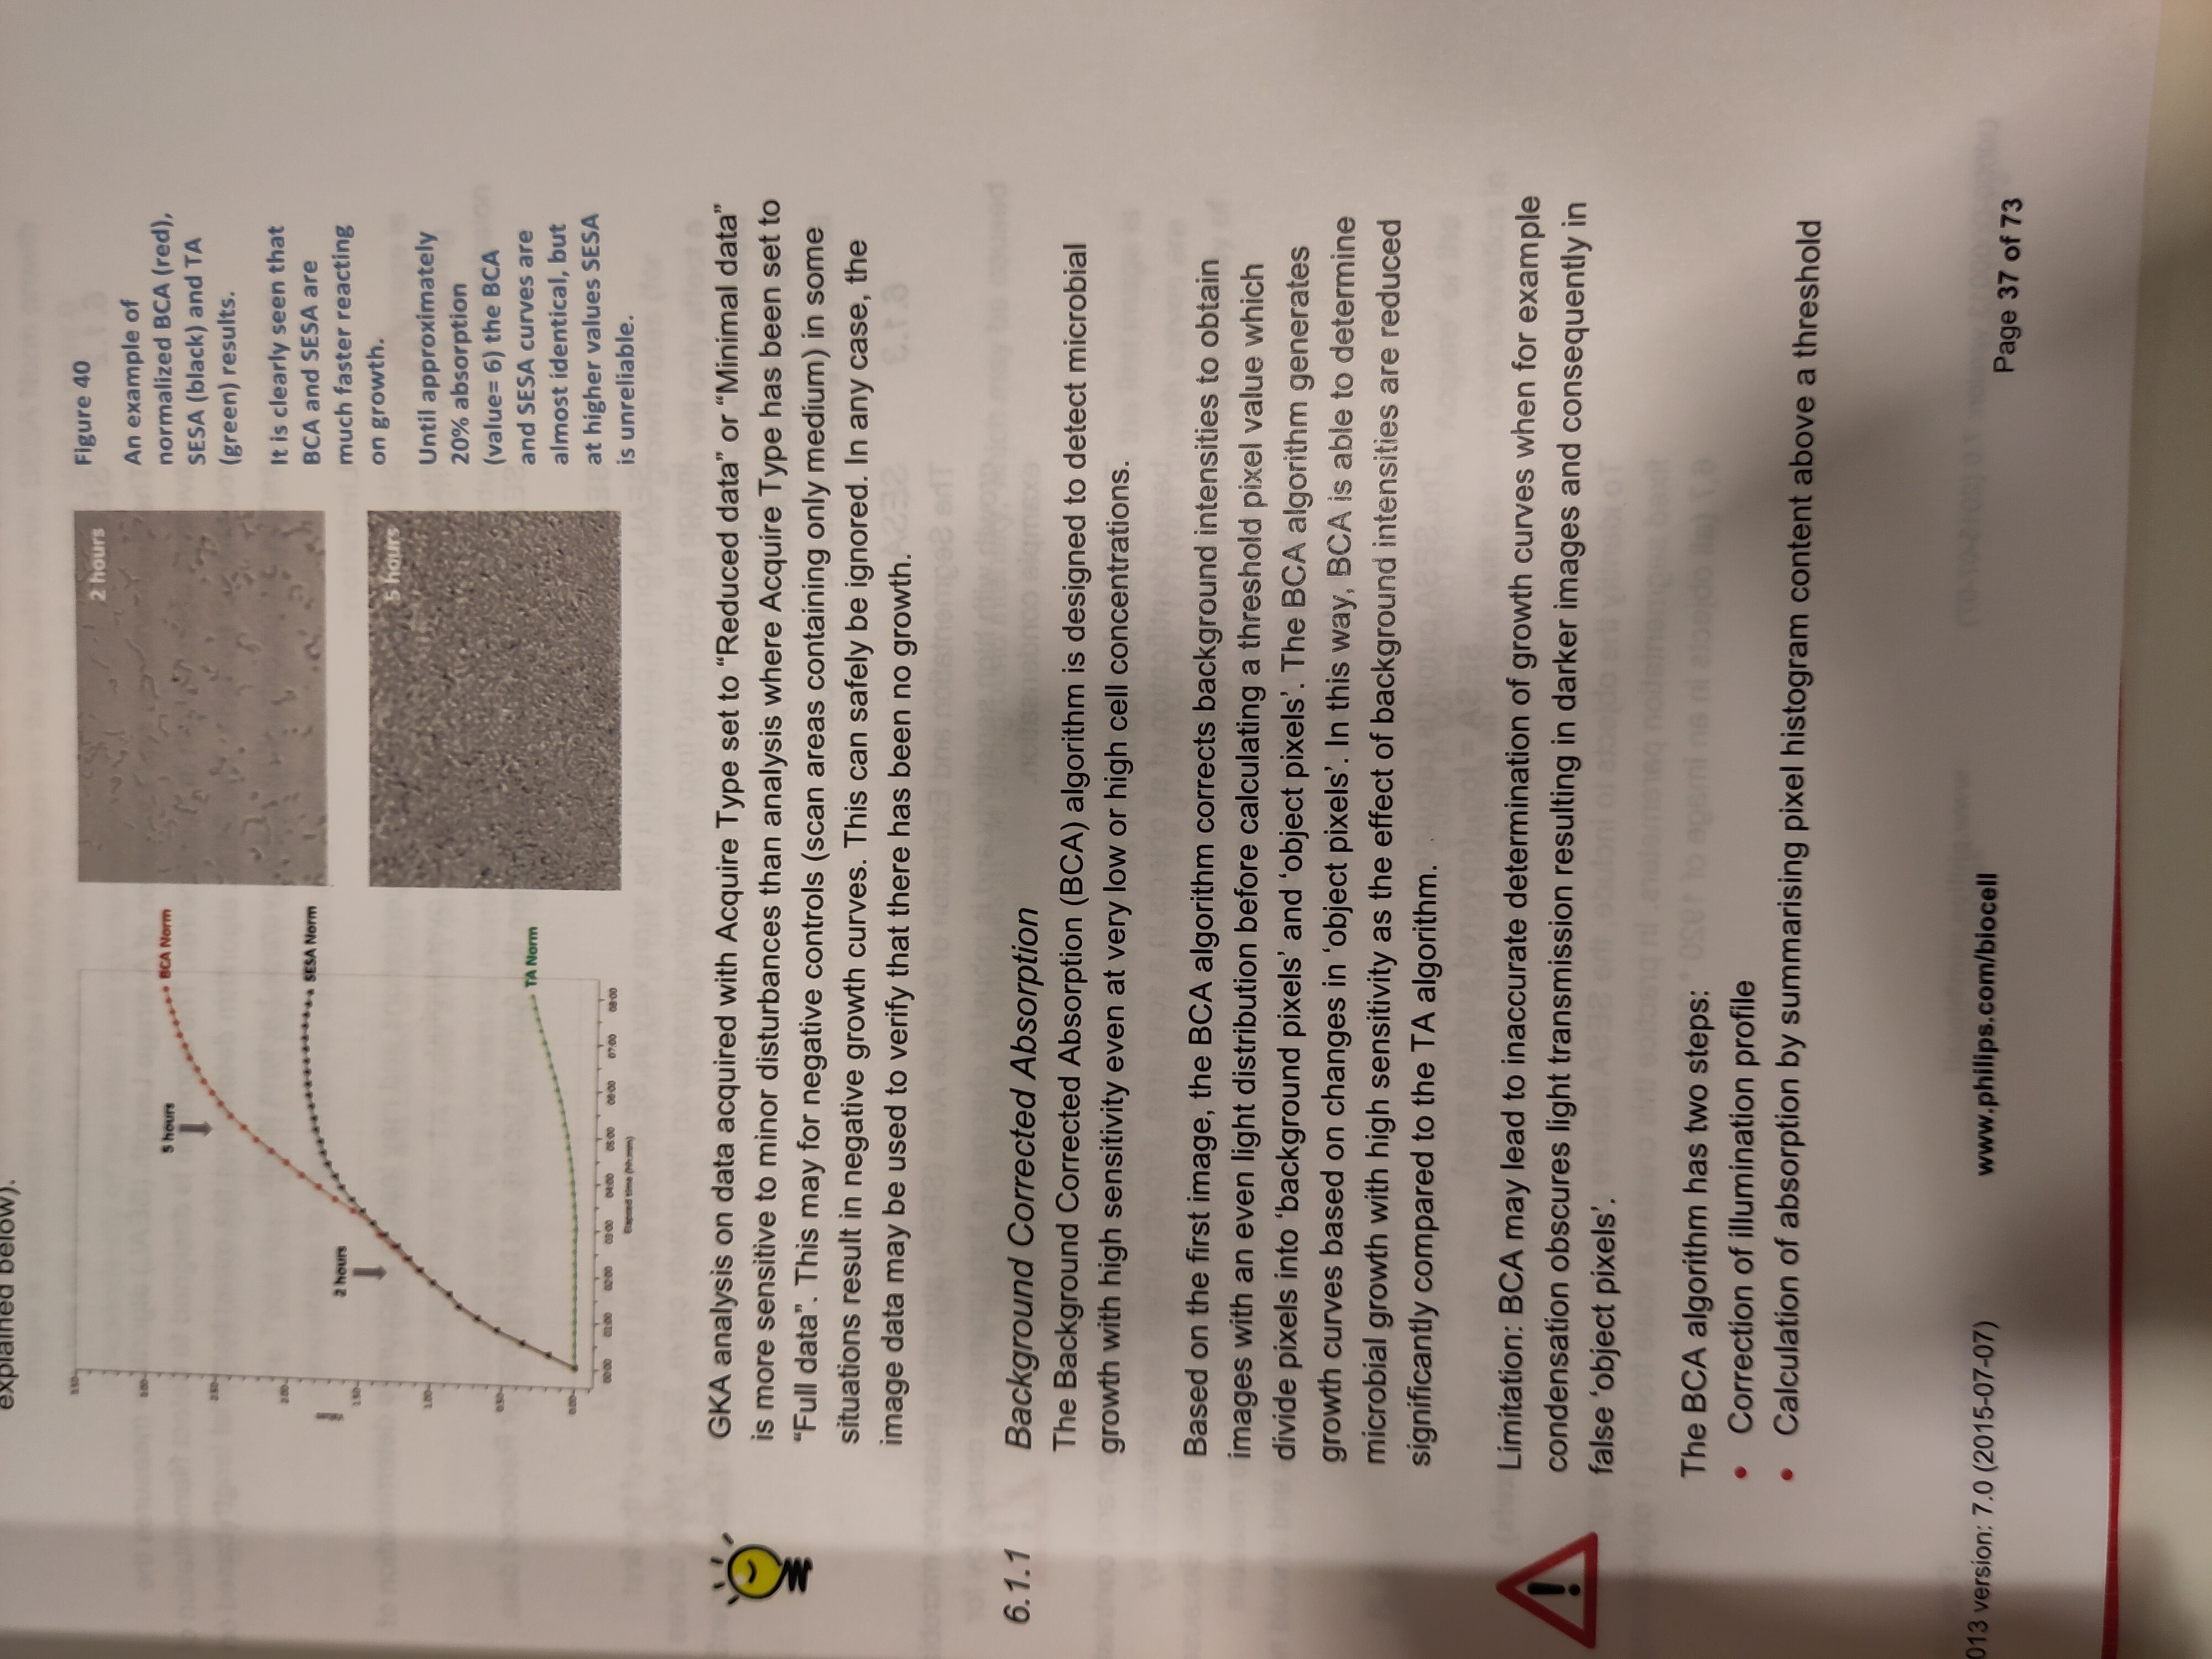 explained below).
3.50
3.00
2.50
2.00
1.50
1.00
0.50
0.00
Values
5 hours
2 hours
BCA Norm
SESA Norm
TA Norm
00:00 01:00 02:00 03:00 04:00 05:00 06:00 07:00 08:00
Elapsed time (hh:mm)
2 hours
5 hours
Figure 40
An example of
normalized BCA (red),
SESA (black) and TA
(green) results.
It is clearly seen that
BCA and SESA are
much faster reacting
on growth.
Until approximately
20% absorption
(value= 6) the BCA
and SESA curves are
almost identical, but
at higher values SESA
is unreliable.
GKA analysis on data acquired with Acquire Type set to “Reduced data” or “Minimal data”
is more sensitive to minor disturbances than analysis where Acquire Type has been set to
“Full data”. This may for negative controls (scan areas containing only medium) in some
situations result in negative growth curves. This can safely be ignored. In any case, the
image data may be used to verify that there has been no growth.
6.1.1 Background Corrected Absorption
The Background Corrected Absorption (BCA) algorithm is designed to detect microbial
growth with high sensitivity even at very low or high cell concentrations.
Based on the first image, the BCA algorithm corrects background intensities to obtain
images with an even light distribution before calculating a threshold pixel value which
divide pixels into ‘background pixels’ and ‘object pixels’. The BCA algorithm generates
growth curves based on changes in ‘object pixels’. In this way, BCA is able to determine
microbial growth with high sensitivity as the effect of background intensities are reduced
significantly compared to the TA algorithm.
Limitation: BCA may lead to inaccurate determination of growth curves when for example
condensation obscures light transmission resulting in darker images and consequently in
false ‘object pixels’.
The BCA algorithm has two steps:
• Correction of illumination profile
• Calculation of absorption by summarising pixel histogram content above a threshold
013 version: 7.0 (2015-07-07) www.philips.com/biocell Page 37 of 73